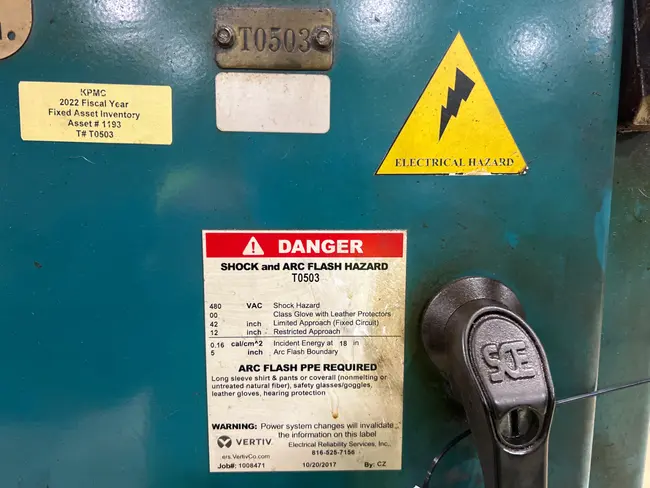 T0503
KPMC
2022 Fiscal Year
Fixed Asset Inventory
Asset # 1193
T# T0503
ELECTRICAL HAZARD
DANGER
SHOCK and ARC FLASH HAZARD
T0503
480 VAC Shock Hazard
00 Class Glove with Leather Protectors
42 inch Limited Approach (Fixed Circuit)
12 inch Restricted Approach
0.16 cal/cm^2 Incident Energy at 18 in
5 inch Arc Flash Boundary
ARC FLASH PPE REQUIRED
Long sleeve shirt & pants or coverall (nonmelting or
untreated natural fiber), safety glasses/goggles,
leather gloves, hearing protection
WARNING: Power system changes will invalidate
the information on this label
VERTIV Electrical Reliability Services, Inc.
ers.VertivCo.com 816-525-7156
Job#: 1008471 10/20/2017 By: CZ
SCE